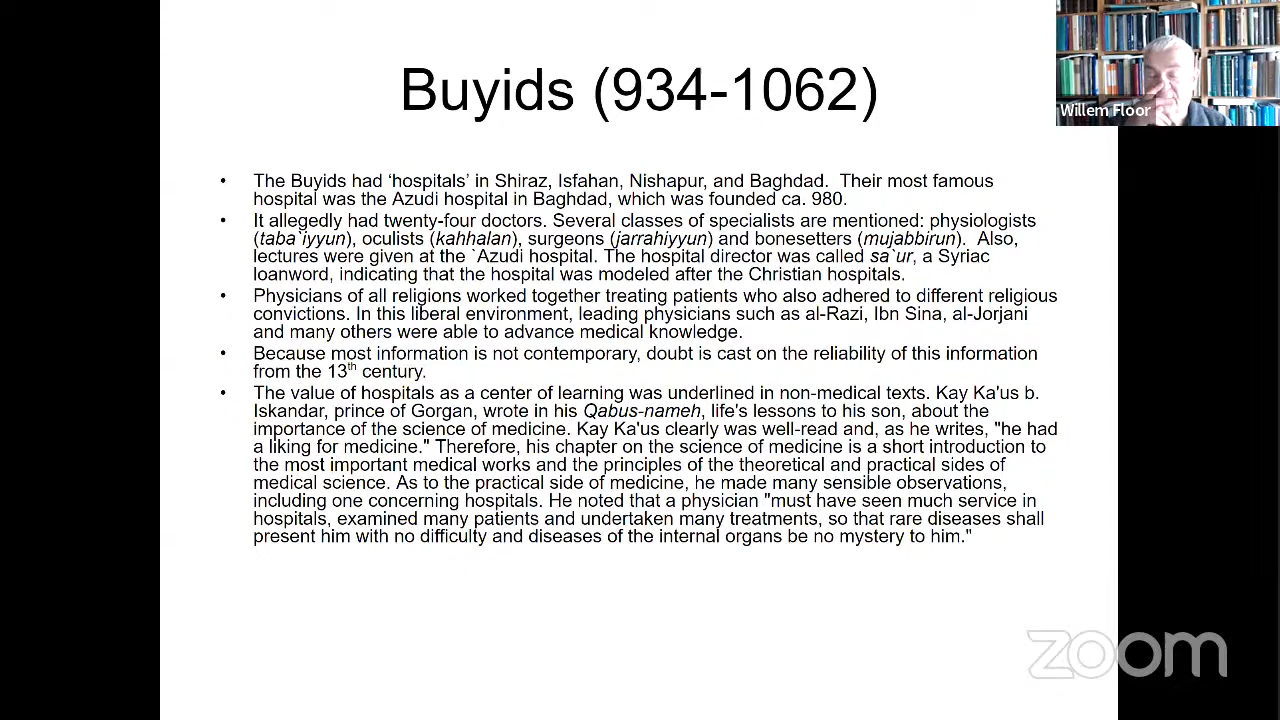 Buyids (934-1062)
Willem Floor
• The Buyids had ‘hospitals’ in Shiraz, Isfahan, Nishapur, and Baghdad.  Their most famous
hospital was the Azudi hospital in Baghdad, which was founded ca. 980.
• It allegedly had twenty-four doctors. Several classes of specialists are mentioned: physiologists
(taba`iyyun), oculists (kahhalan), surgeons (jarrahiyyun) and bonesetters (mujabbirun).  Also,
lectures were given at the `Azudi hospital. The hospital director was called sa`ur, a Syriac
loanword, indicating that the hospital was modeled after the Christian hospitals.
• Physicians of all religions worked together treating patients who also adhered to different religious
convictions. In this liberal environment, leading physicians such as al-Razi, Ibn Sina, al-Jorjani
and many others were able to advance medical knowledge.
• Because most information is not contemporary, doubt is cast on the reliability of this information
from the 13th century.
• The value of hospitals as a center of learning was underlined in non-medical texts. Kay Ka'us b.
Iskandar, prince of Gorgan, wrote in his Qabus-nameh, life's lessons to his son, about the
importance of the science of medicine. Kay Ka'us clearly was well-read and, as he writes, "he had
a liking for medicine." Therefore, his chapter on the science of medicine is a short introduction to
the most important medical works and the principles of the theoretical and practical sides of
medical science. As to the practical side of medicine, he made many sensible observations,
including one concerning hospitals. He noted that a physician "must have seen much service in
hospitals, examined many patients and undertaken many treatments, so that rare diseases shall
present him with no difficulty and diseases of the internal organs be no mystery to him."
zoom